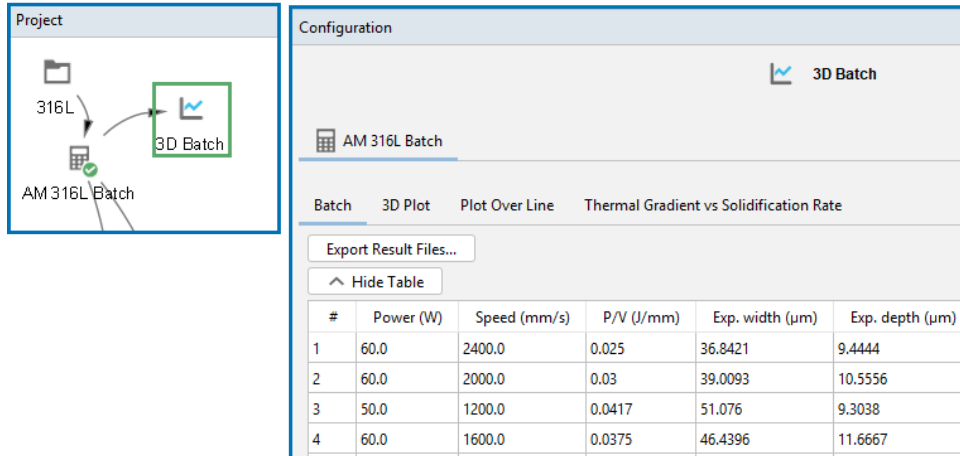 Project
316L
3D Batch
AM 316L Batch
Configuration
3D Batch
AM 316L Batch
Batch 3D Plot Plot Over Line Thermal Gradient vs Solidification Rate
Export Result Files...
Hide Table
# Power (W) Speed (mm/s) P/V (J/mm) Exp. width (µm) Exp. depth (µm)
1 60.0 2400.0 0.025 36.8421 9.4444
2 60.0 2000.0 0.03 39.0093 10.5556
3 50.0 1200.0 0.0417 51.076 9.3038
4 60.0 1600.0 0.0375 46.4396 11.6667